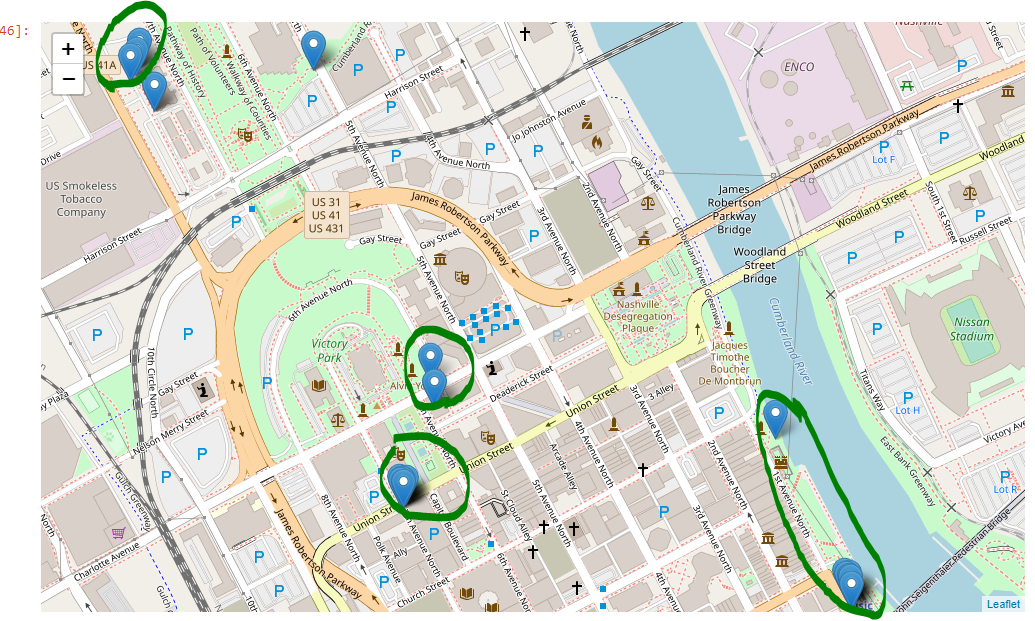 46]:
+
−
US 41A
7th Avenue North
Pathway of History
Path of Volunteers
Walkway of Counties
6th Avenue North
Cumberland R
Harrison Street
ENCO
Nashville
James Robertson Parkway
Lot F
Woodland
Drive
US Smokeless
Tobacco
Company
5th Avenue North
4th Avenue North
Jo Johnston Avenue
Gay Street
2nd Avenue North
James
Robertson
Parkway
Bridge
Woodland Street
South 1st Street
Russell Street
US 31
US 41
US 431
Harrison Street
Gay Street
Gay Street
Gay Street
James Robertson Parkway
3rd Avenue North
Cumberland River Greenway
Woodland
Street
Bridge
6th Avenue North
5th Avenue North
Nashville
Desegregation
Plaque
Cumberland River
Nissan
Stadium
Victory
Park
10th Circle North
Gay Street
ay Plaza
Deaderick Street
Jacques
Timothe
Boucher
De Montbrun
3 Alley
Union Street
Titans Way
Lot H
Nelson Merry Street
Union Street
Arcade Alley
4th Avenue North
3rd Avenue North
2nd Avenue North
1st Avenue North
Victory Ave
East Bank Greenway
Lot R
Gulch Greenway
8th Avenue North
Union Street
St Cloud Alley
5th Avenue North
3rd Avenue North
Charlotte Avenue
James Robertson Parkway
Polk Ally
Church Street
6th Avenue
John Seigenthaler Pedestrian Bridge
Leaflet